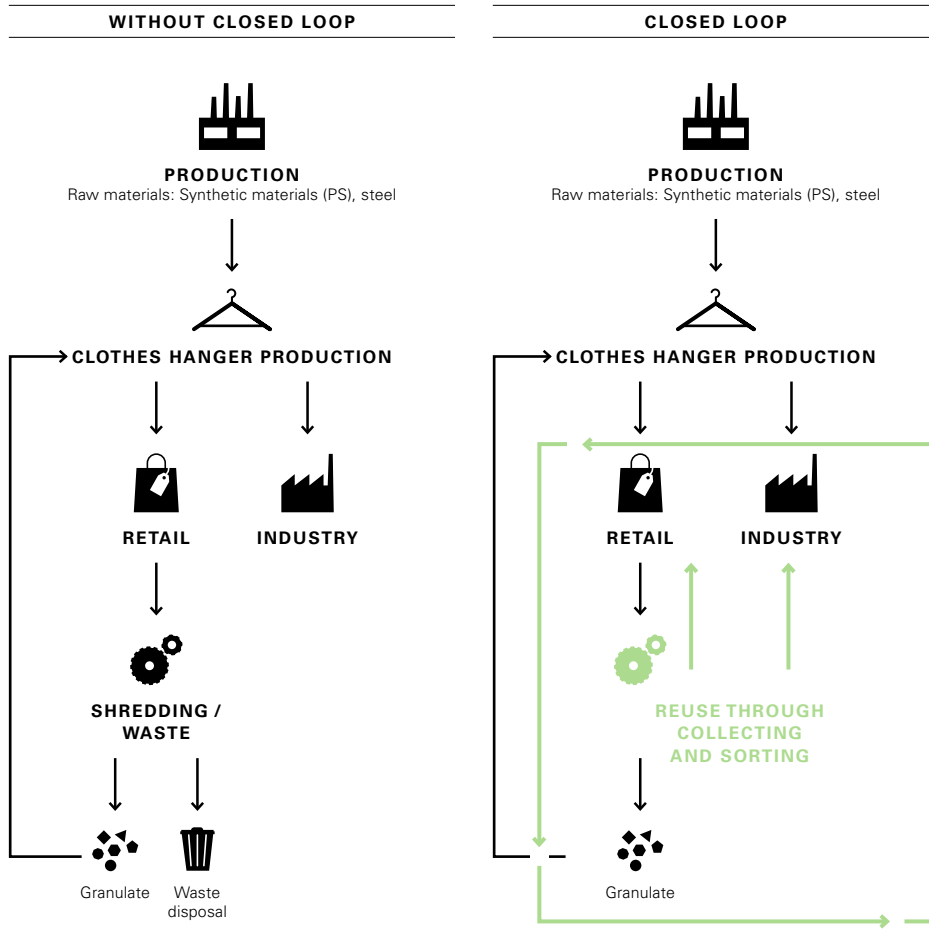 WITHOUT CLOSED LOOP
PRODUCTION
Raw materials: Synthetic materials (PS), steel
CLOTHES HANGER PRODUCTION
RETAIL
INDUSTRY
SHREDDING /
WASTE
Granulate
Waste
disposal
CLOSED LOOP
PRODUCTION
Raw materials: Synthetic materials (PS), steel
CLOTHES HANGER PRODUCTION
RETAIL
INDUSTRY
REUSE THROUGH
COLLECTING
AND SORTING
Granulate